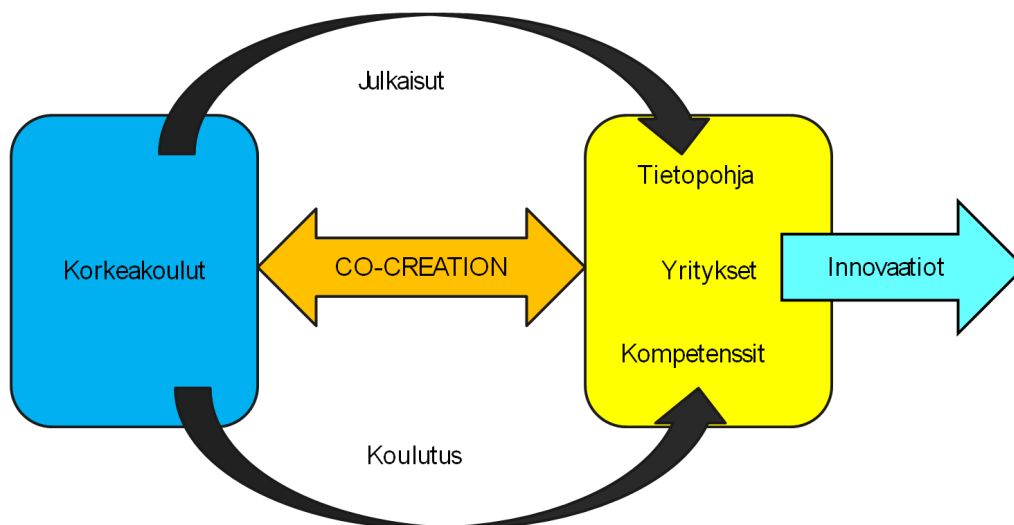 Julkaisut
Tietopohja
Korkeakoulut
CO-CREATION
Yritykset
Innovaatiot
Kompetenssit
Koulutus